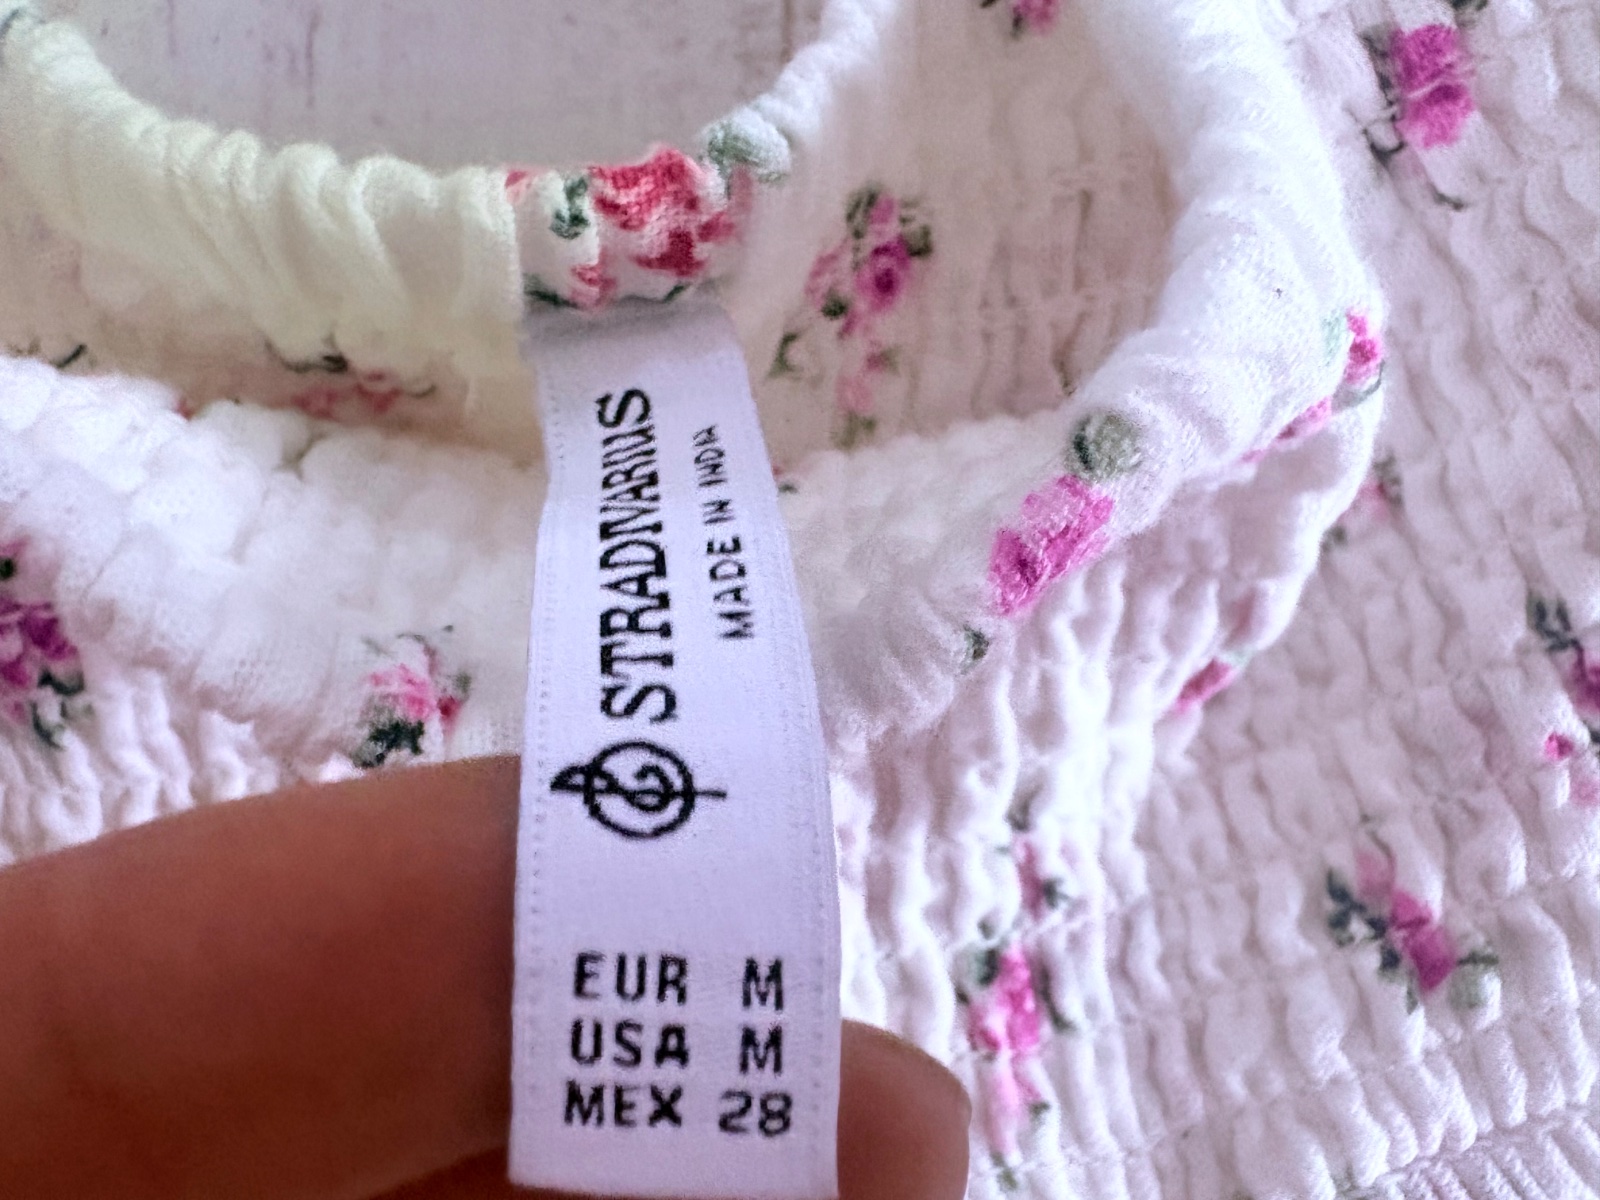 STRADIVARIUS
MADE IN INDIA
EUR M
USA M
MEX 28